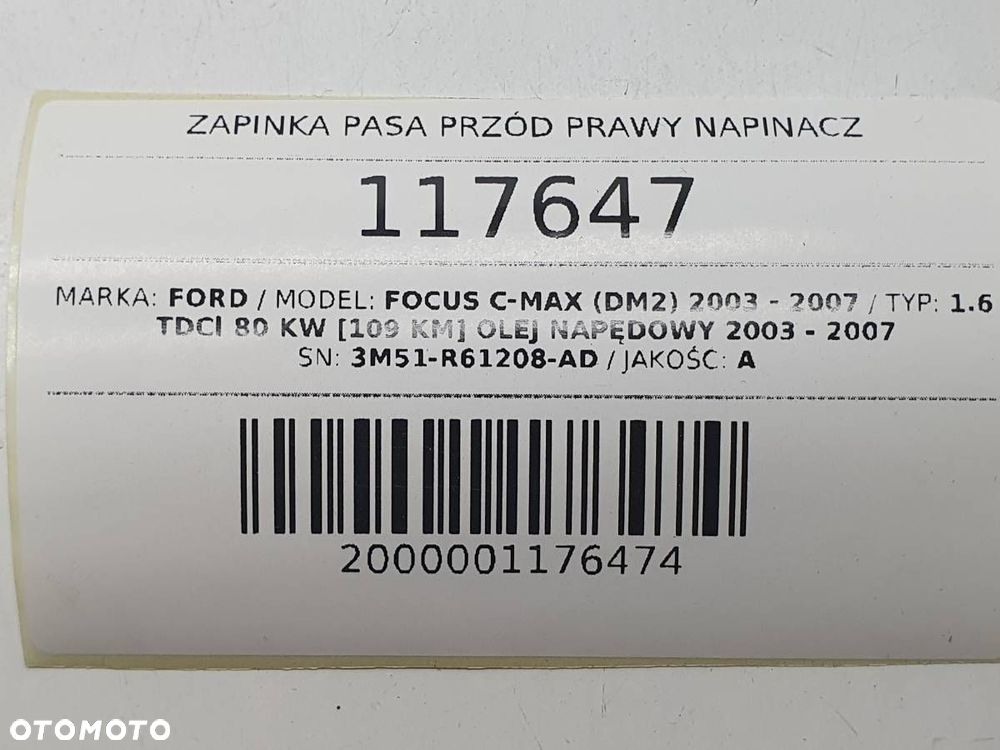 ZAPINKA PASA PRZÓD PRAWY NAPINACZ
117647
MARKA: FORD / MODEL: FOCUS C-MAX (DM2) 2003 - 2007 / TYP: 1.6
TDCI 80 KW [109 KM] OLEJ NAPĘDOWY 2003 - 2007
SN: 3M51-R61208-AD / JAKOŚĆ: A
2000001176474
OTOMOTO